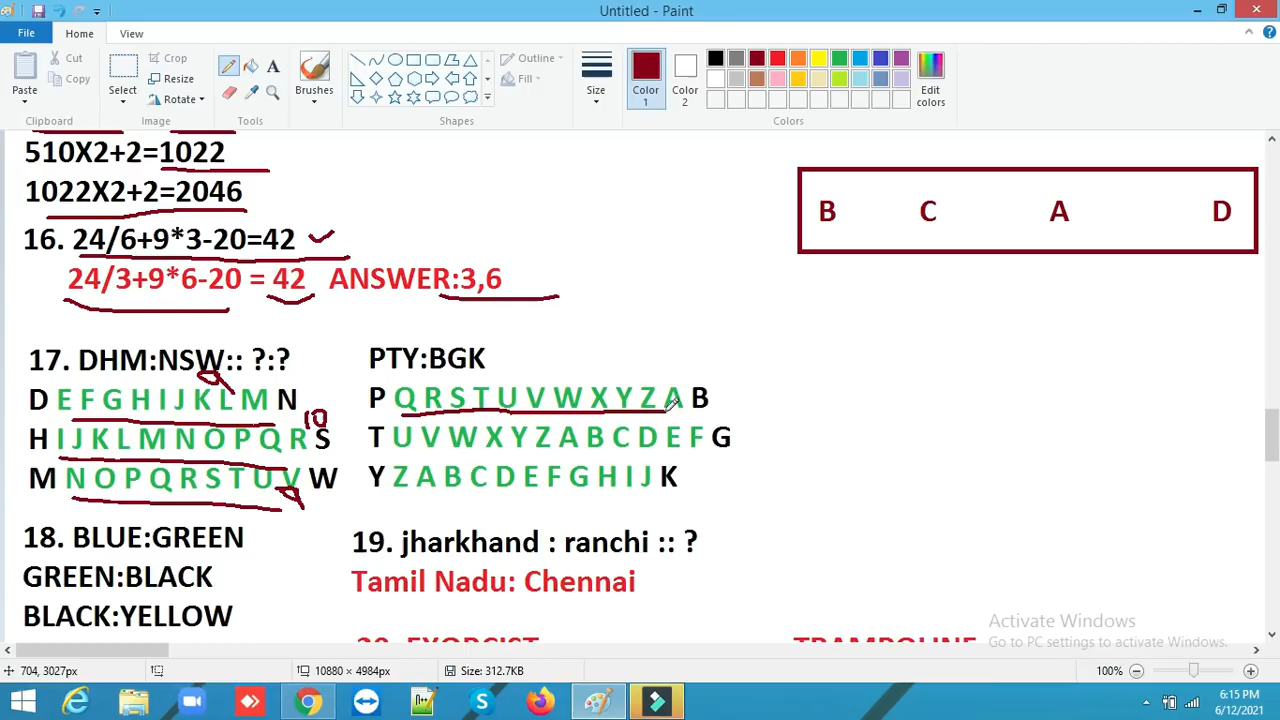 Untitled - Paint
File Home View
Cut
Copy
Paste
Clipboard
Crop
Resize
Rotate
Select
Image
Tools
Brushes
Outline
Fill
Shapes
Size
Color 1
Color 2
Edit colors
Colors
510X2+2=1022
1022X2+2=2046
B C A D
16. 24/6+9*3-20=42
24/3+9*6-20 = 42 ANSWER:3,6
17. DHM:NSW:: ?:? PTY:BGK
D E F G H I J K L M N P Q R S T U V W X Y Z A B
10
H I J K L M N O P Q R S T U V W X Y Z A B C D E F G
M N O P Q R S T U V W Y Z A B C D E F G H I J K
18. BLUE:GREEN 19. jharkhand : ranchi :: ?
GREEN:BLACK Tamil Nadu: Chennai
BLACK:YELLOW
Activate Windows
Go to PC settings to activate Windows.
20. EXORCIST TRAMPOLINE
704, 3027px 10880 × 4984px Size: 312.7KB 100%
6:15 PM
6/12/2021